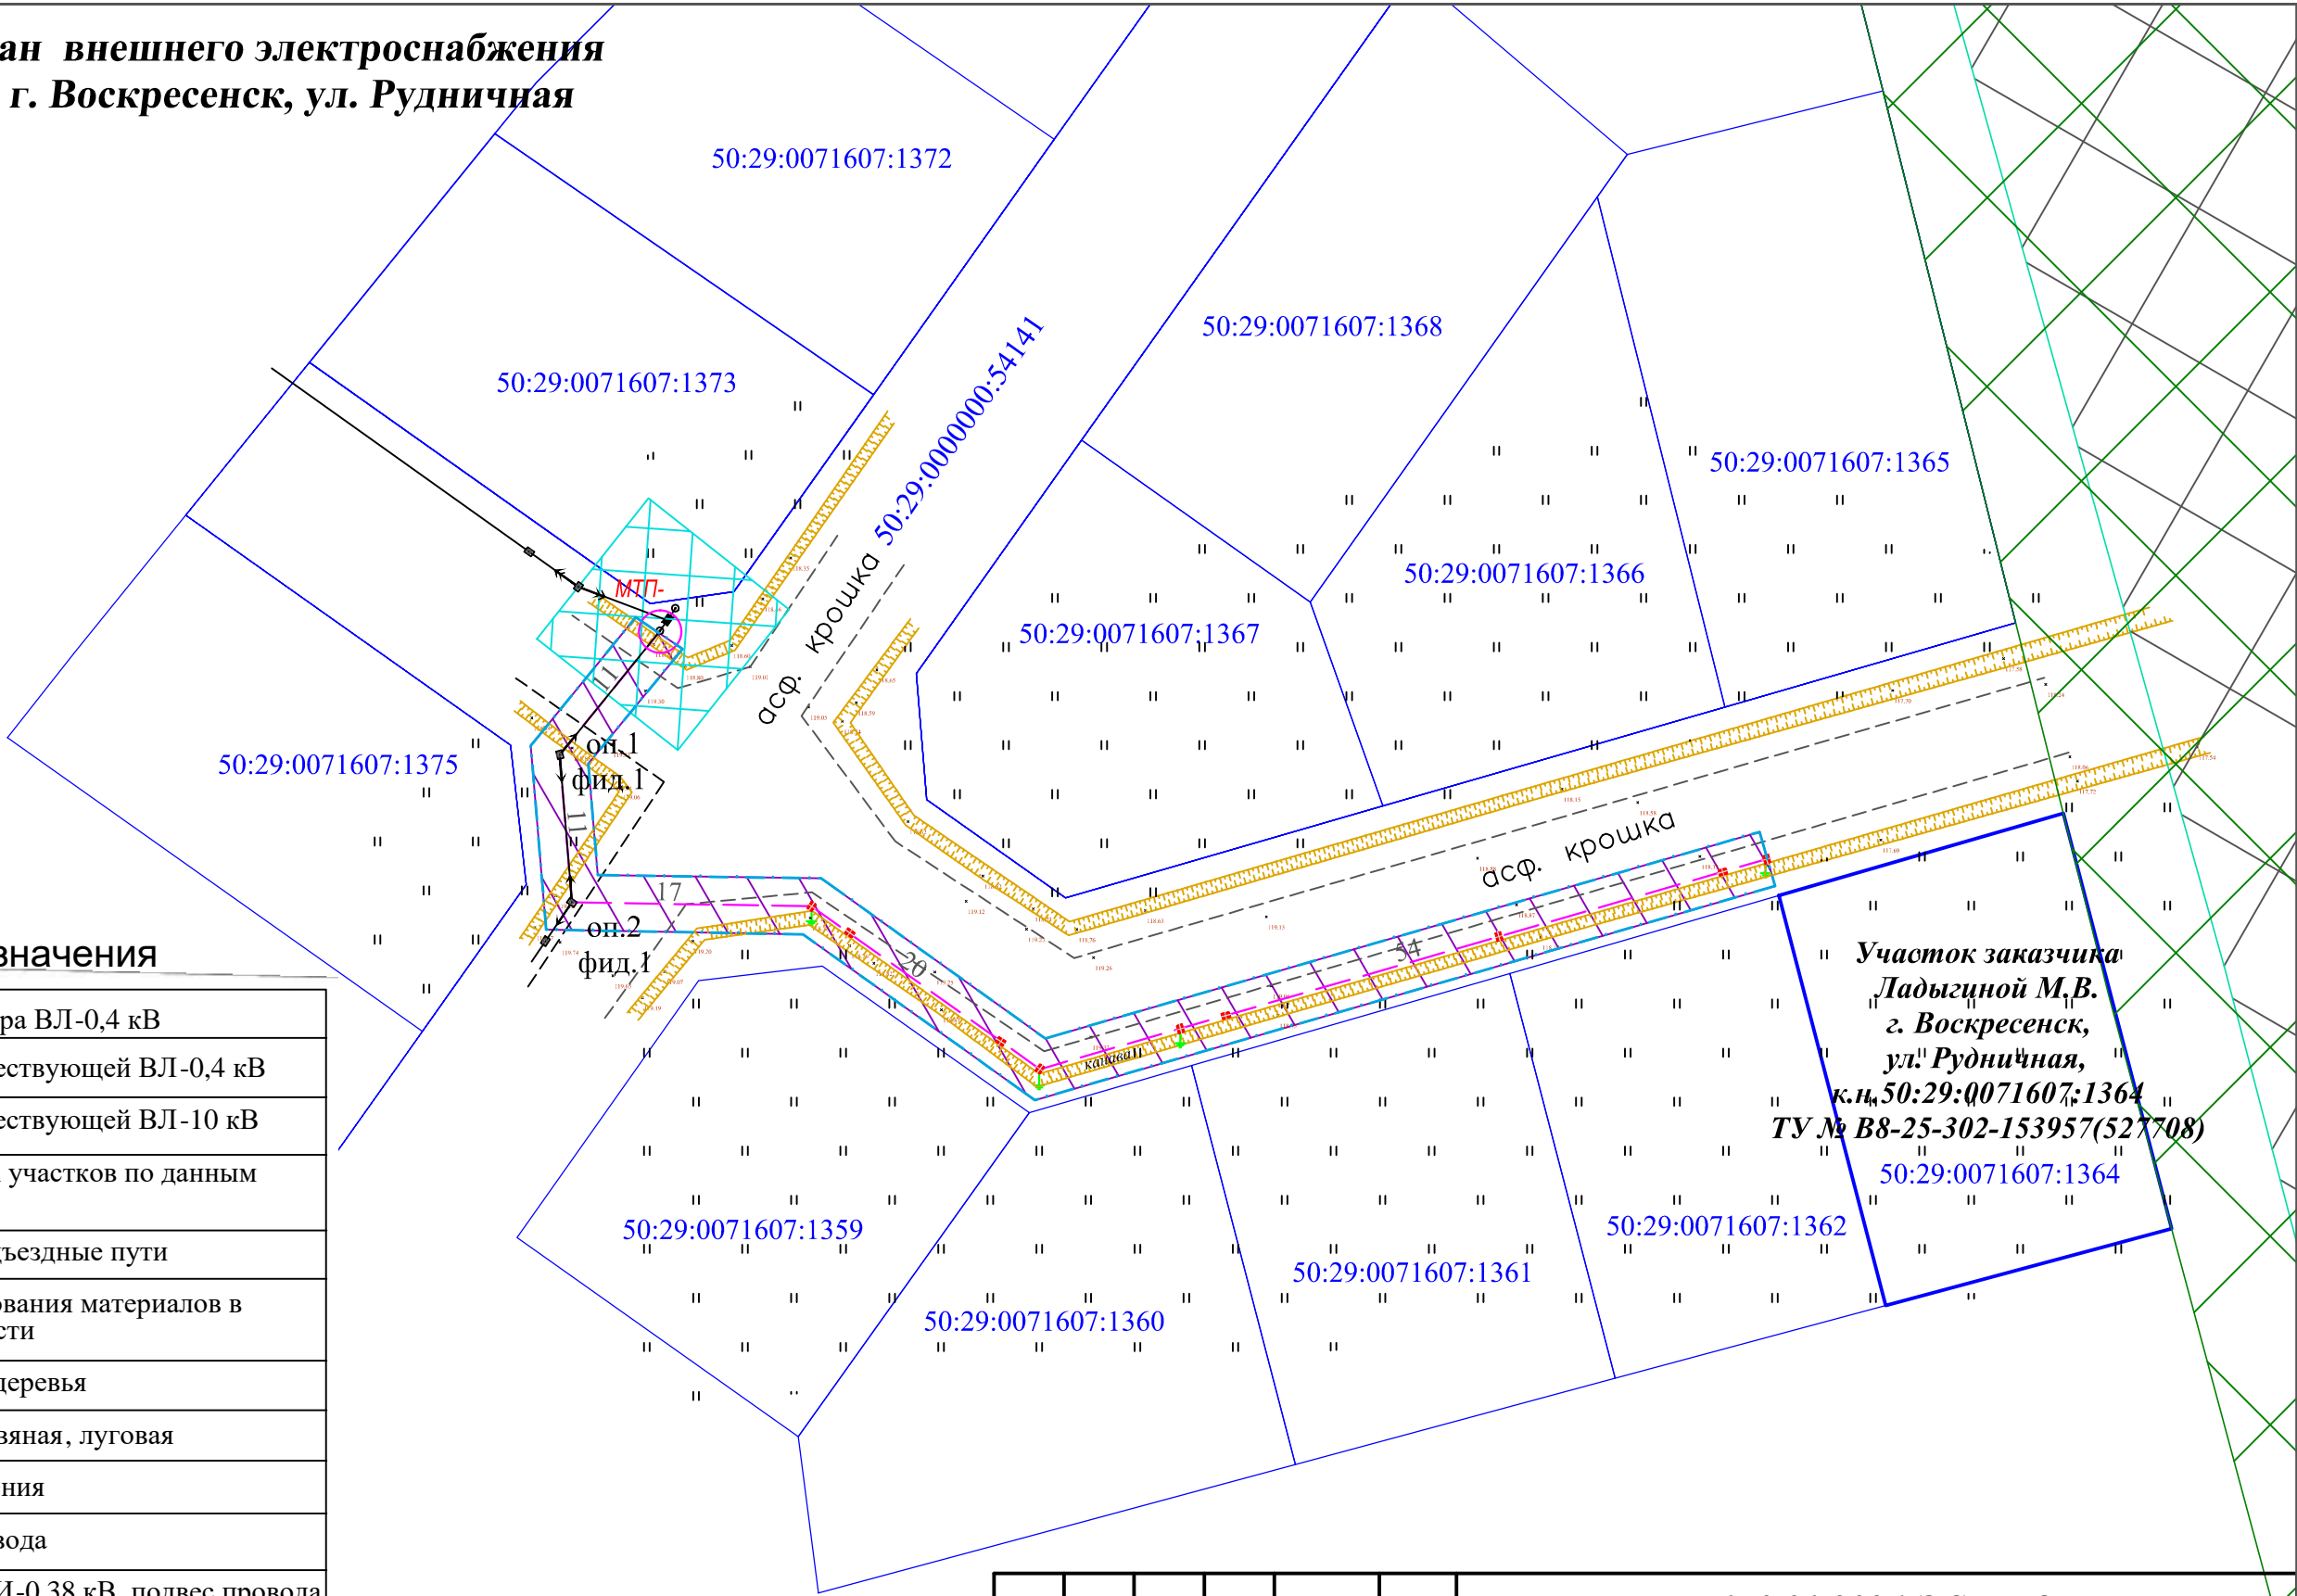 ан внешнего электроснабжения
г. Воскресенск, ул. Рудничная
50:29:0071607:1372
50:29:0071607:1368
50:29:0000000:54141
50:29:0071607:1373
50:29:0071607:1365
50:29:0071607:1366
МТП-
асф. крошка
50:29:0071607:1367
11
оп.1
фид.1
50:29:0071607:1375
11
асф. крошка
17
оп.2
фид.1
20
54
канава
Участок заказчика
Ладыгиной М.В.
г. Воскресенск,
ул. Рудничная,
к.н.50:29:0071607:1364
ТУ № В8-25-302-153957(527708)
50:29:0071607:1364
50:29:0071607:1359
50:29:0071607:1362
50:29:0071607:1361
50:29:0071607:1360
значения
ра ВЛ-0,4 кВ
ествующей ВЛ-0,4 кВ
ествующей ВЛ-10 кВ
участков по данным
ъездные пути
ования материалов в
сти
деревья
вяная, луговая
ния
вода
И-0,38 кВ, подвес провода